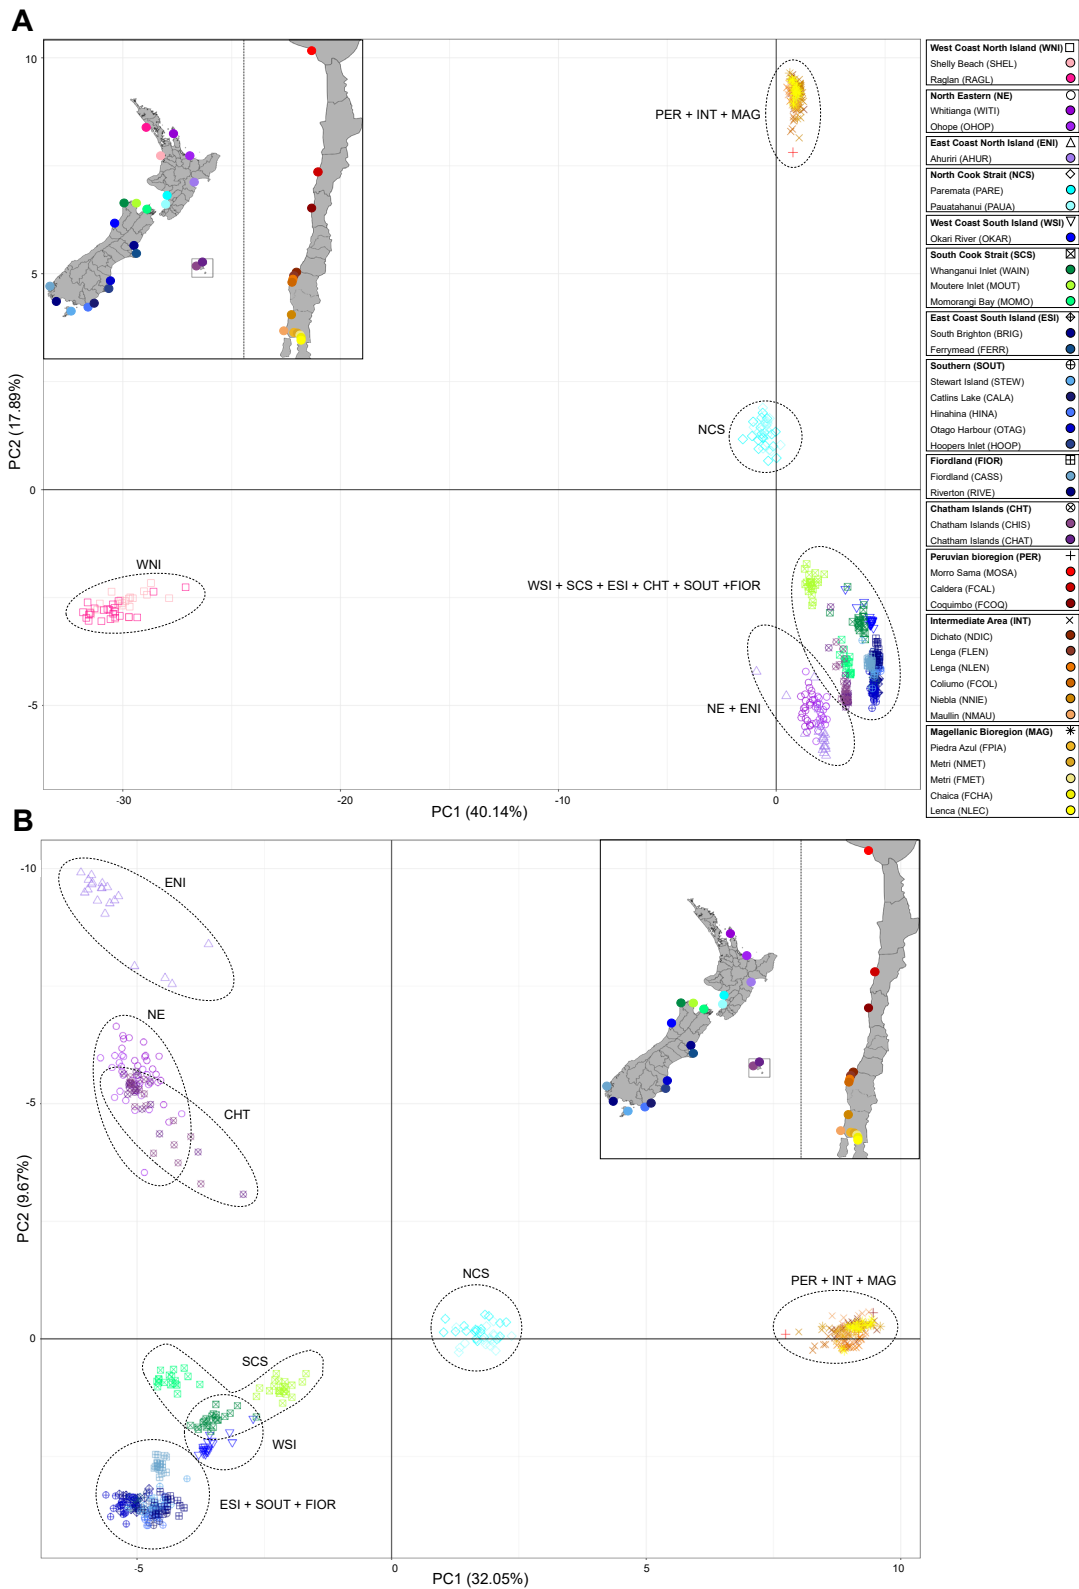 A
10
5
0
-5
-30
-20
-10
0
PC2 (17.89%)
PC1 (40.14%)
PER + INT + MAG
NCS
WNI
WSI + SCS + ESI + CHT + SOUT +FIOR
NE + ENI
West Coast North Island (WNI)
Shelly Beach (SHEL)
Raglan (RAGL)
North Eastern (NE)
Whitianga (WITI)
Ohope (OHOP)
East Coast North Island (ENI)
Ahuriri (AHUR)
North Cook Strait (NCS)
Paremata (PARE)
Pauatahanui (PAUA)
West Coast South Island (WSI)
Okari River (OKAR)
South Cook Strait (SCS)
Whanganui Inlet (WAIN)
Moutere Inlet (MOUT)
Momorangi Bay (MOMO)
East Coast South Island (ESI)
South Brighton (BRIG)
Ferrymead (FERR)
Southern (SOUT)
Stewart Island (STEW)
Catlins Lake (CALA)
Hinahina (HINA)
Otago Harbour (OTAG)
Hoopers Inlet (HOOP)
Fiordland (FIOR)
Fiordland (CASS)
Riverton (RIVE)
Chatham Islands (CHT)
Chatham Islands (CHIS)
Chatham Islands (CHAT)
Peruvian bioregion (PER)
Morro Sama (MOSA)
Caldera (FCAL)
Coquimbo (FCOQ)
Intermediate Area (INT)
Dichato (NDIC)
Lenga (FLEN)
Lenga (NLEN)
Coliumo (FCOL)
Niebla (NNIE)
Maullin (NMAU)
Magellanic Bioregion (MAG)
Piedra Azul (FPIA)
Metri (NMET)
Metri (FMET)
Chaica (FCHA)
Lenca (NLEC)
B
-10
-5
0
-5
0
5
10
PC2 (9.67%)
PC1 (32.05%)
ENI
NE
CHT
NCS
PER + INT + MAG
SCS
WSI
ESI + SOUT + FIOR